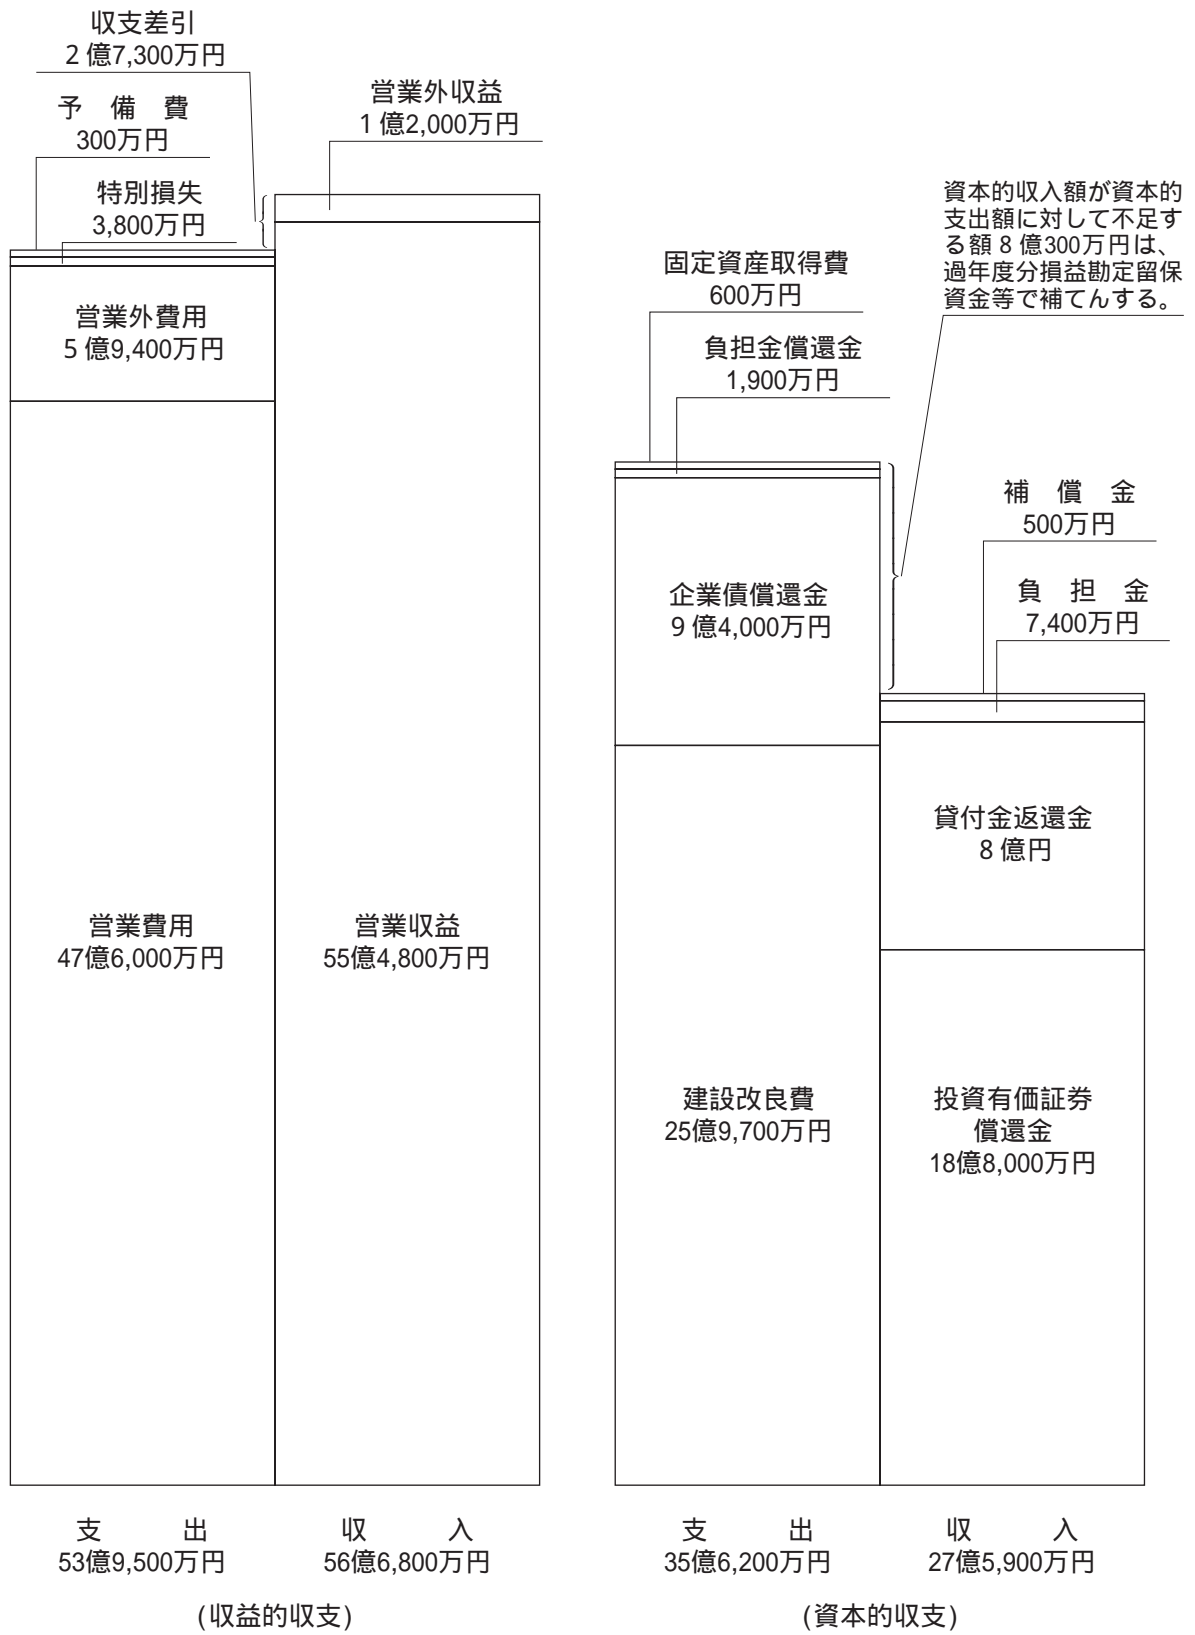 収支差引
2億7,300万円
予備費
300万円
特別損失
3,800万円
営業外費用
5億9,400万円
営業費用
47億6,000万円
営業外収益
1億2,000万円
営業収益
55億4,800万円
支出
53億9,500万円
収入
56億6,800万円
(収益的収支)
固定資産取得費
600万円
負担金償還金
1,900万円
企業債償還金
9億4,000万円
建設改良費
25億9,700万円
資本的収入額が資本的
支出額に対して不足す
る額8億300万円は、
過年度分損益勘定留保
資金等で補てんする。
補償金
500万円
負担金
7,400万円
貸付金返還金
8億円
投資有価証券
償還金
18億8,000万円
支出
35億6,200万円
収入
27億5,900万円
(資本的収支)